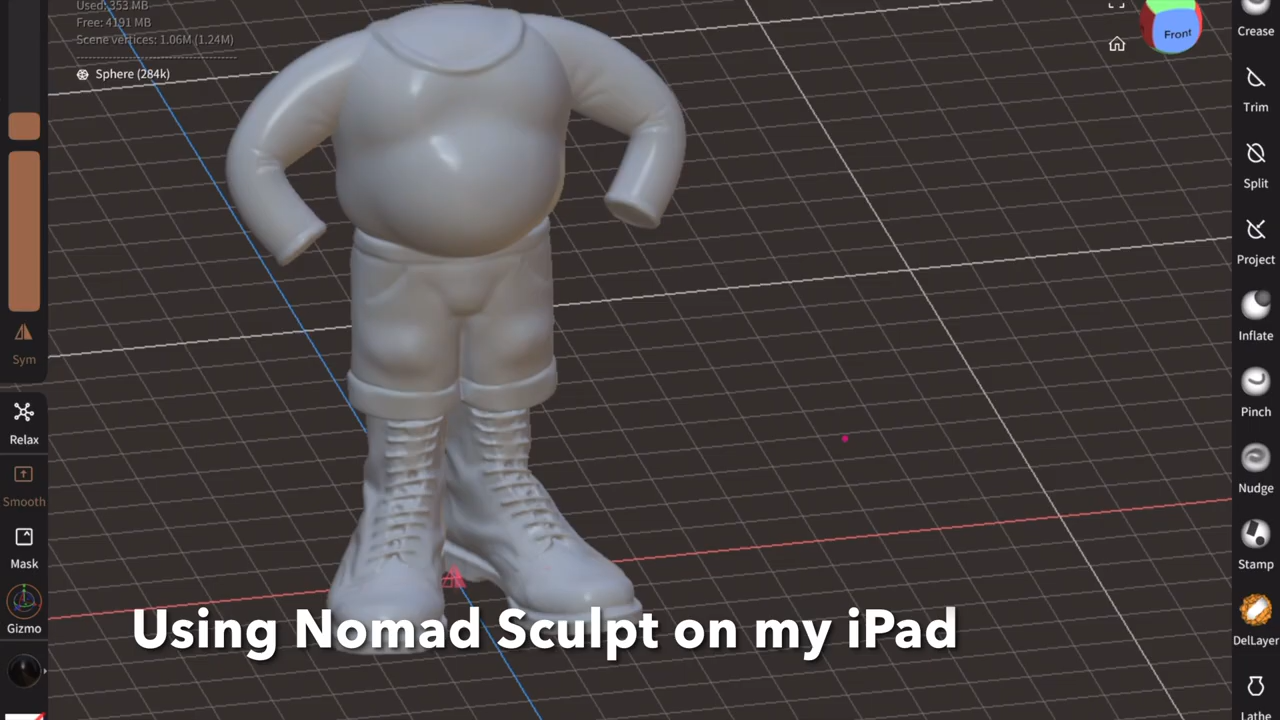 Used: 353 MB
Free: 4191 MB
Scene vertices: 1.06M (1.24M)
Sphere (284k)
Sym
Relax
Smooth
Mask
Gizmo
Front
Crease
Trim
Split
Project
Inflate
Pinch
Nudge
Stamp
DelLayer
Lathe
Using Nomad Sculpt on my iPad